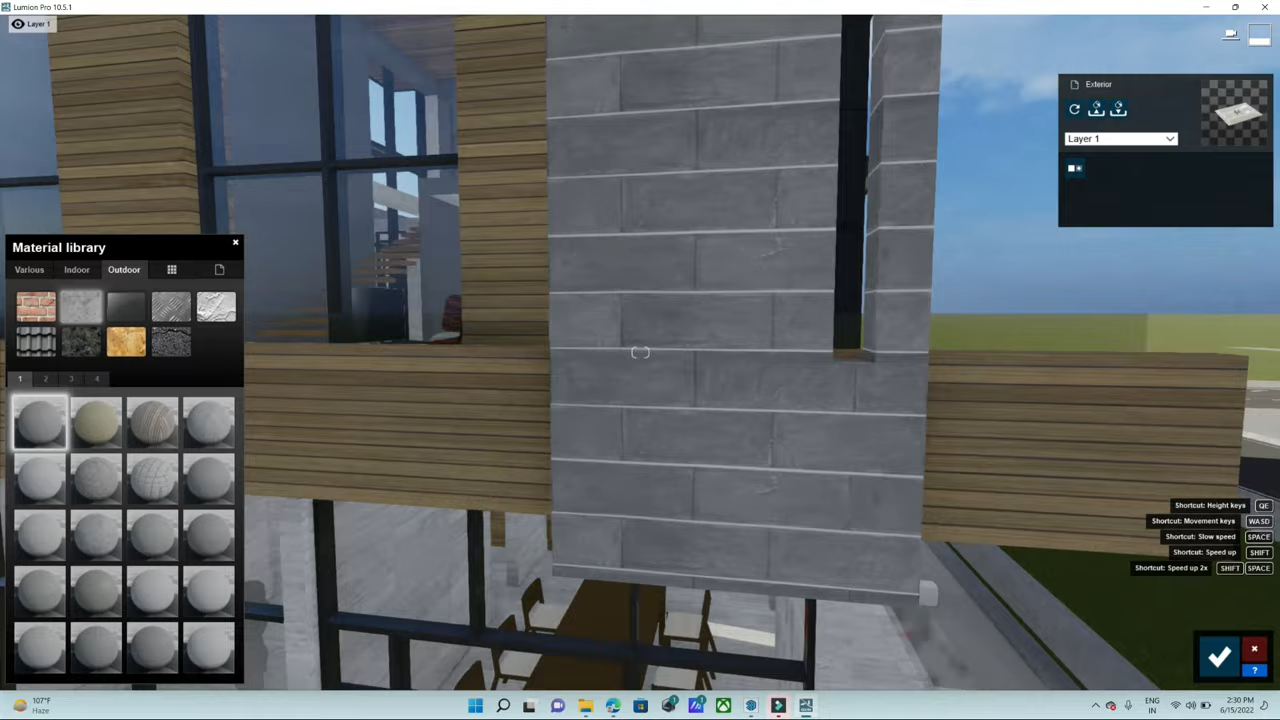 Lumion Pro 10.5.1
Layer 1
Exterior
Layer 1
Material library
Various Indoor Outdoor
1 2 3 4
Shortcut: Height keys QE
Shortcut: Movement keys WASD
Shortcut: Slow speed SPACE
Shortcut: Speed up SHIFT
Shortcut: Speed up 2x SHIFT SPACE
?
107°F
Haze
ENG
IN
2:30 PM
6/15/2022